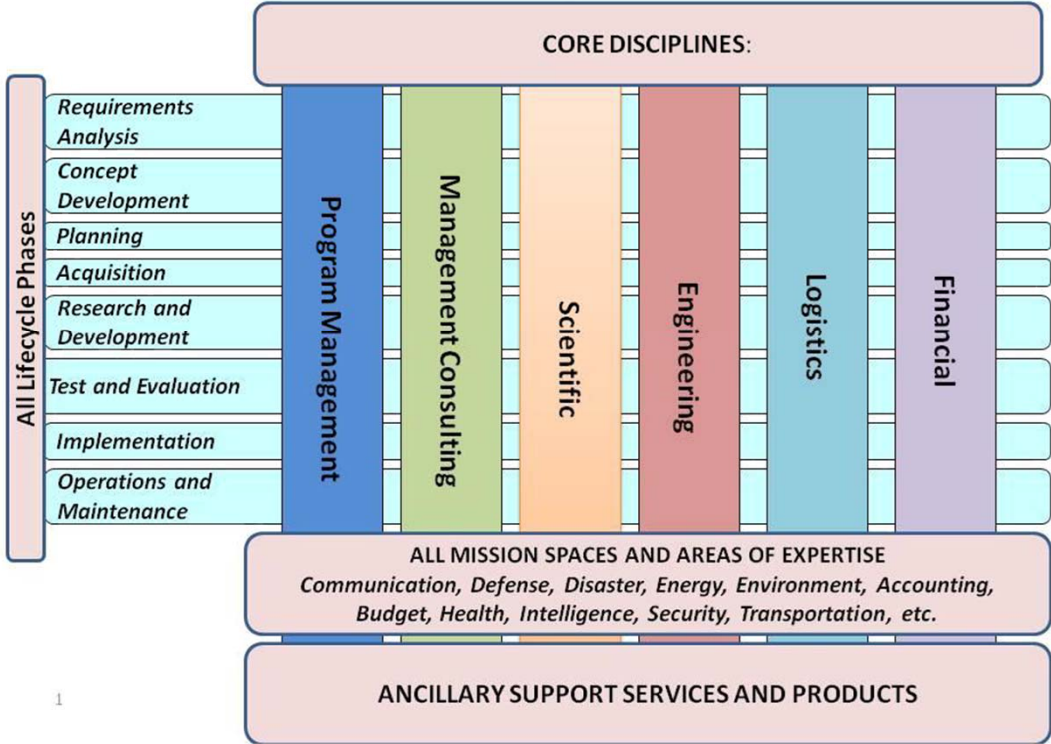 CORE DISCIPLINES:
All Lifecycle Phases
Requirements
Analysis
Concept
Development
Planning
Acquisition
Research and
Development
Test and Evaluation
Implementation
Operations and
Maintenance
Program Management
Management Consulting
Scientific
Engineering
Logistics
Financial
ALL MISSION SPACES AND AREAS OF EXPERTISE
Communication, Defense, Disaster, Energy, Environment, Accounting,
Budget, Health, Intelligence, Security, Transportation, etc.
ANCILLARY SUPPORT SERVICES AND PRODUCTS
1